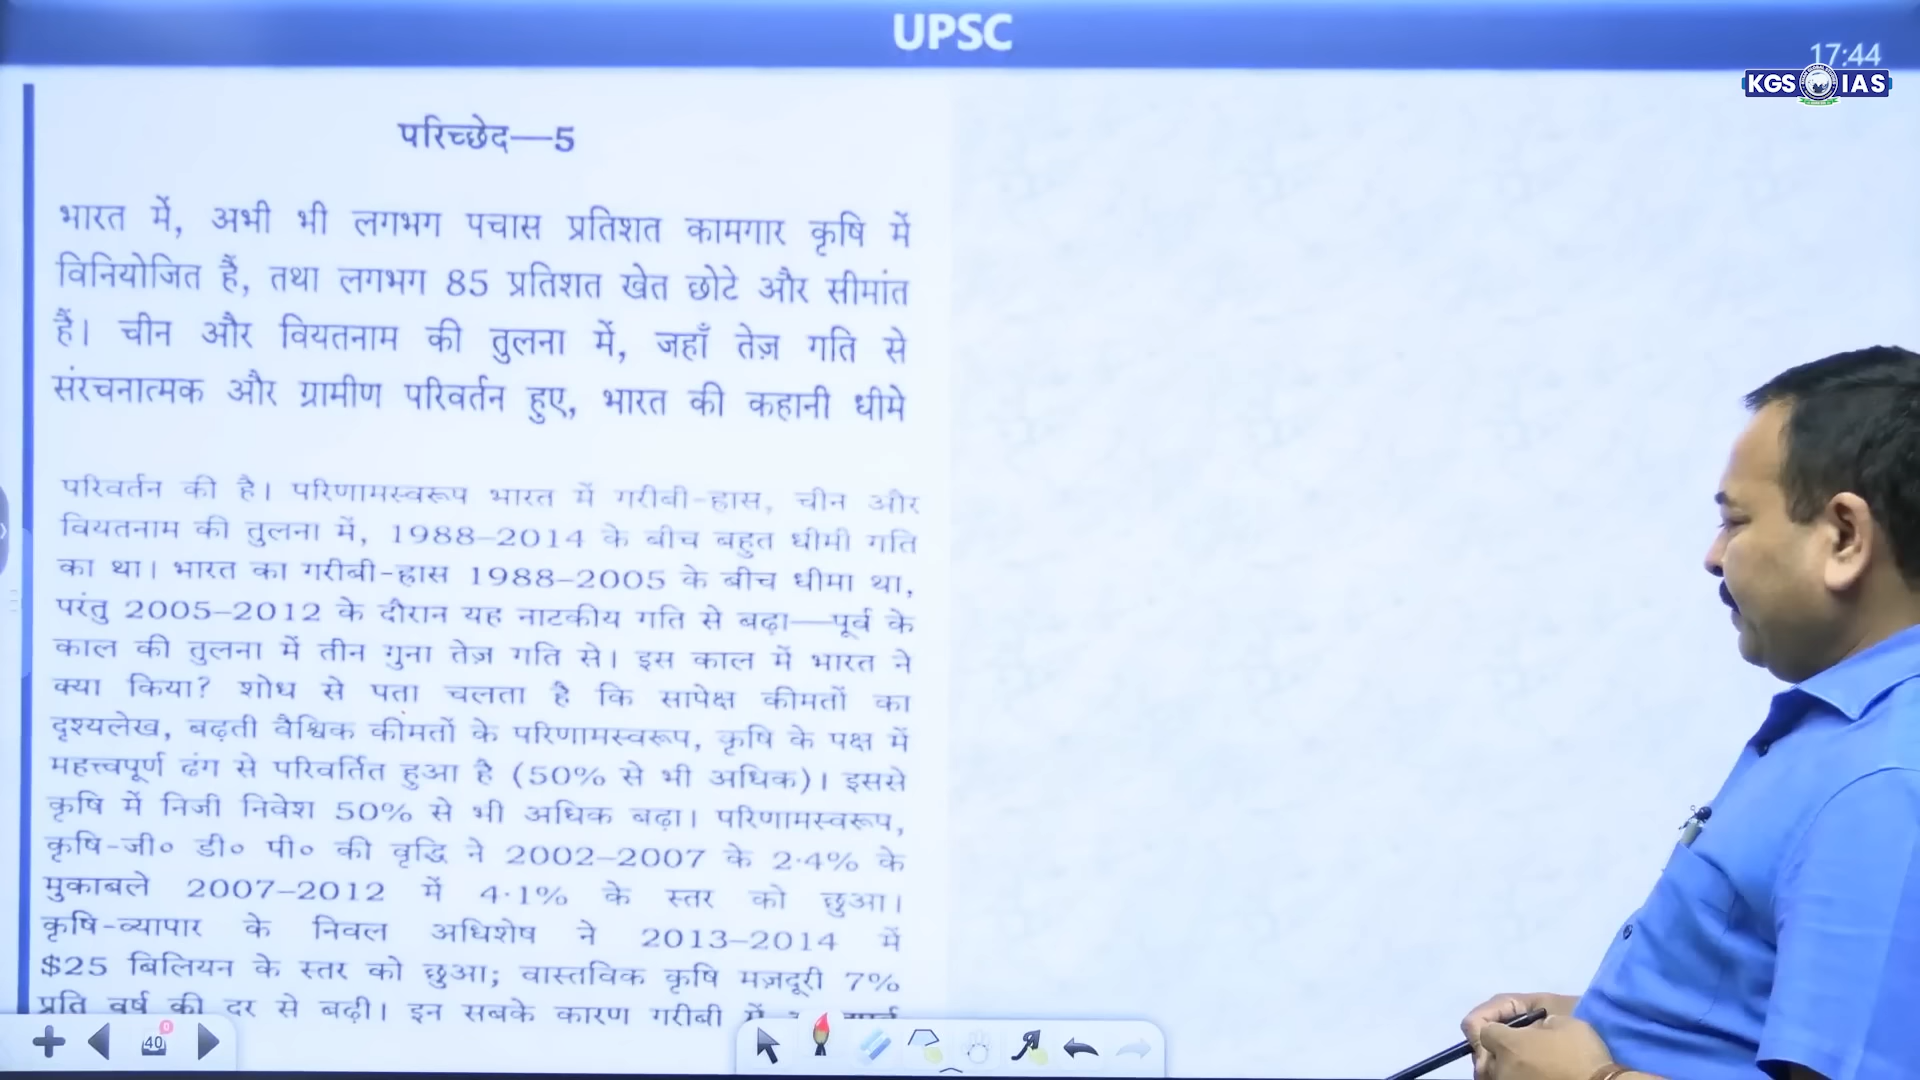 UPSC
17:44
KGS IAS
परिच्छेद—5
भारत में, अभी भी लगभग पचास प्रतिशत कामगार कृषि में
विनियोजित हैं, तथा लगभग 85 प्रतिशत खेत छोटे और सीमांत
हैं। चीन और वियतनाम की तुलना में, जहाँ तेज़ गति से
संरचनात्मक और ग्रामीण परिवर्तन हुए, भारत की कहानी धीमे
परिवर्तन की है। परिणामस्वरूप भारत में गरीबी-ह्रास, चीन और
वियतनाम की तुलना में, 1988–2014 के बीच बहुत धीमी गति
का था। भारत का गरीबी-ह्रास 1988–2005 के बीच धीमा था,
परंतु 2005–2012 के दौरान यह नाटकीय गति से बढ़ा—पूर्व के
काल की तुलना में तीन गुना तेज़ गति से। इस काल में भारत ने
क्या किया? शोध से पता चलता है कि सापेक्ष कीमतों का
दृश्यलेख, बढ़ती वैश्विक कीमतों के परिणामस्वरूप, कृषि के पक्ष में
महत्त्वपूर्ण ढंग से परिवर्तित हुआ है (50% से भी अधिक)। इससे
कृषि में निजी निवेश 50% से भी अधिक बढ़ा। परिणामस्वरूप,
कृषि-जी० डी० पी० की वृद्धि ने 2002–2007 के 2·4% के
मुकाबले 2007–2012 में 4·1% के स्तर को छुआ।
कृषि-व्यापार के निवल अधिशेष ने 2013–2014 में
$25 बिलियन के स्तर को छुआ; वास्तविक कृषि मज़दूरी 7%
प्रति वर्ष की दर से बढ़ी। इन सबके कारण गरीबी में
40
0